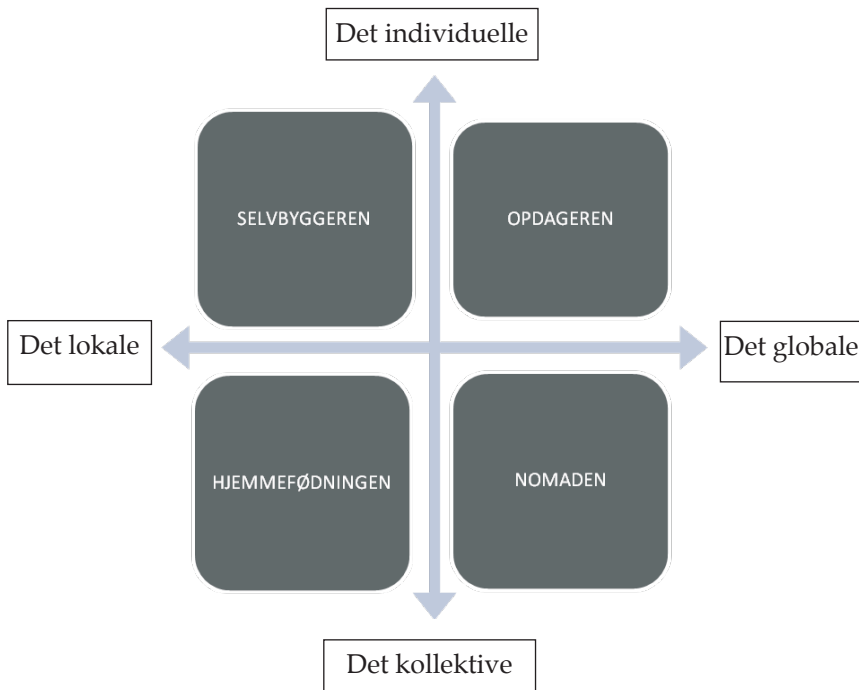 Det individuelle
SELVBYGGEREN
OPDAGEREN
Det lokale
Det globale
HJEMMEFØDNINGEN
NOMADEN
Det kollektive